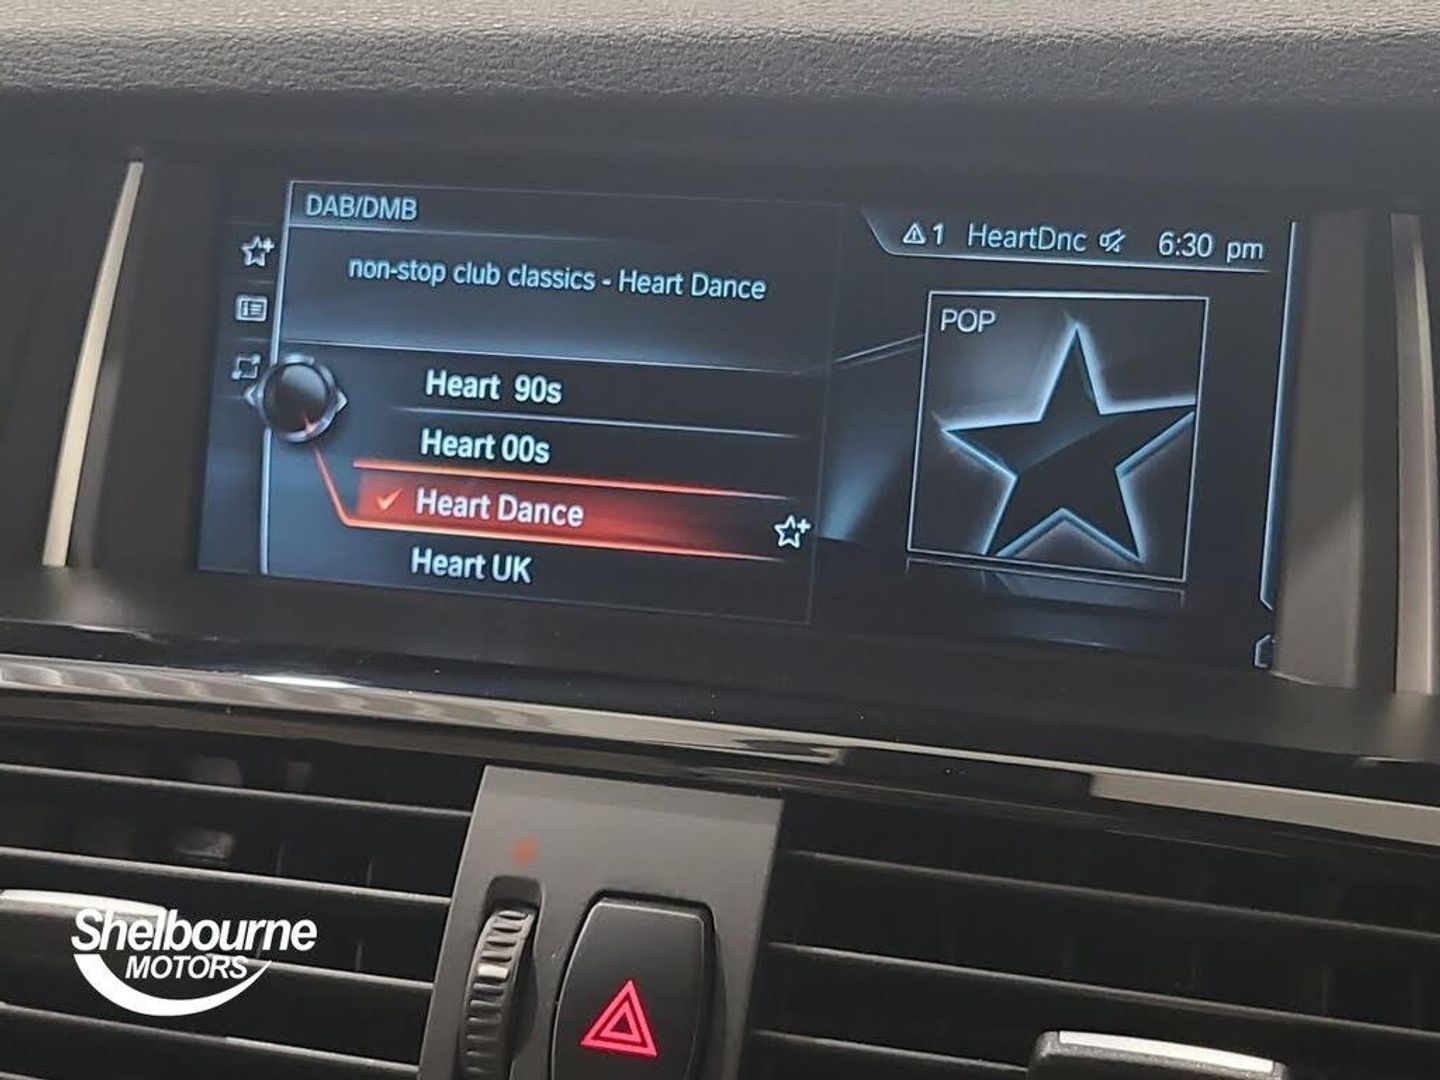 DAB/DMB
1 HeartDnc 6:30 pm
non-stop club classics - Heart Dance
POP
Heart 90s
Heart 00s
Heart Dance
Heart UK
Shelbourne
MOTORS